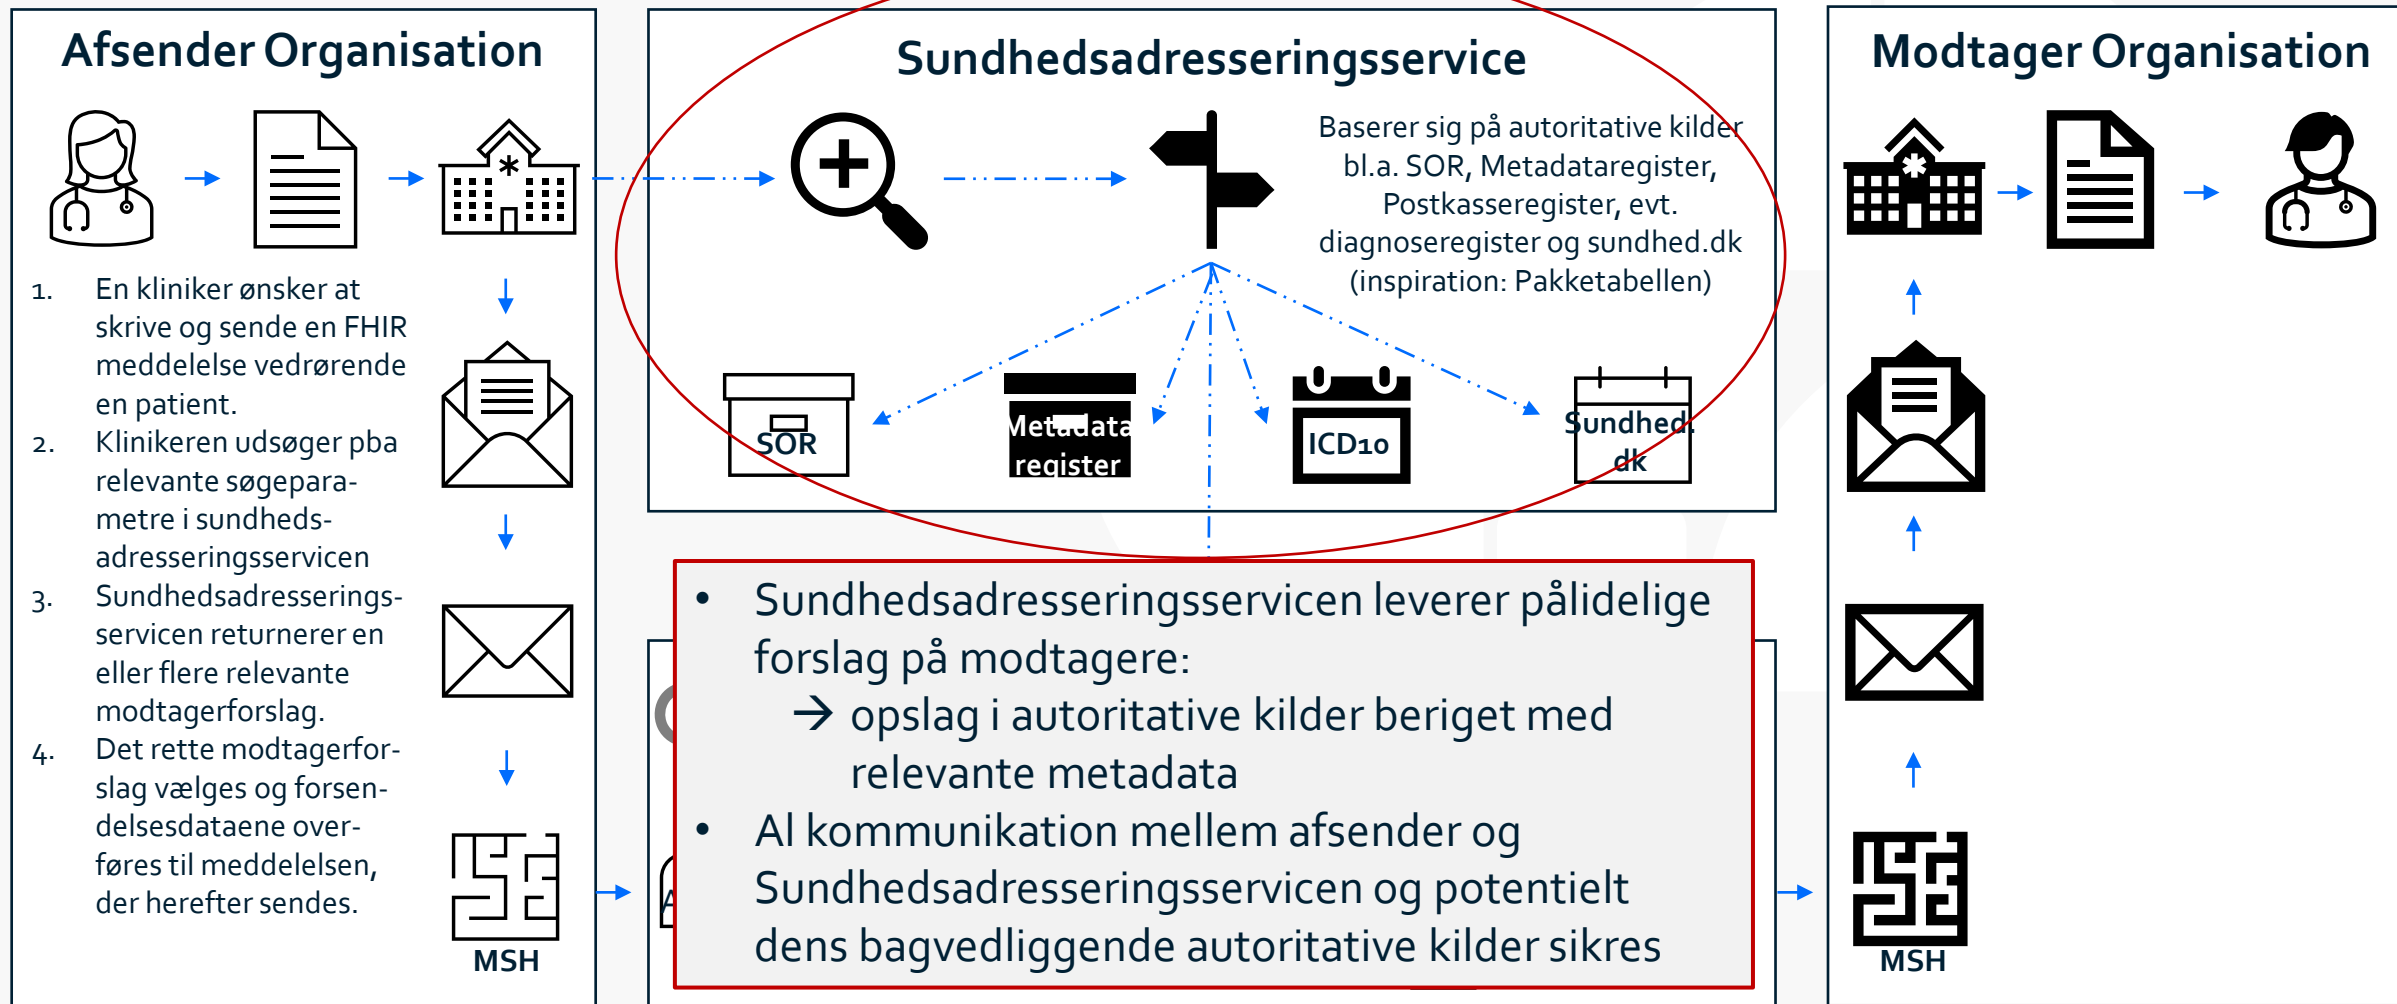 Afsender Organisation
1. En kliniker ønsker at
skrive og sende en FHIR
meddelelse vedrørende
en patient.
2. Klinikeren udsøger pba
relevante søgepara-
metre i sundheds-
adresseringsservicen
3. Sundhedsadresserings-
servicen returnerer en
eller flere relevante
modtagerforslag.
4. Det rette modtagerfor-
slag vælges og forsen-
delsesdataene over-
føres til meddelelsen,
der herefter sendes.
MSH
Sundhedsadresseringsservice
Baserer sig på autoritative kilder
bl.a. SOR, Metadataregister,
Postkasseregister, evt.
diagnoseregister og sundhed.dk
(inspiration: Pakketabellen)
SOR
Metadata
register
ICD10
Sundhed.
dk
• Sundhedsadresseringsservicen leverer pålidelige
forslag på modtagere:
→ opslag i autoritative kilder beriget med
relevante metadata
• Al kommunikation mellem afsender og
Sundhedsadresseringsservicen og potentielt
dens bagvedliggende autoritative kilder sikres
Modtager Organisation
MSH